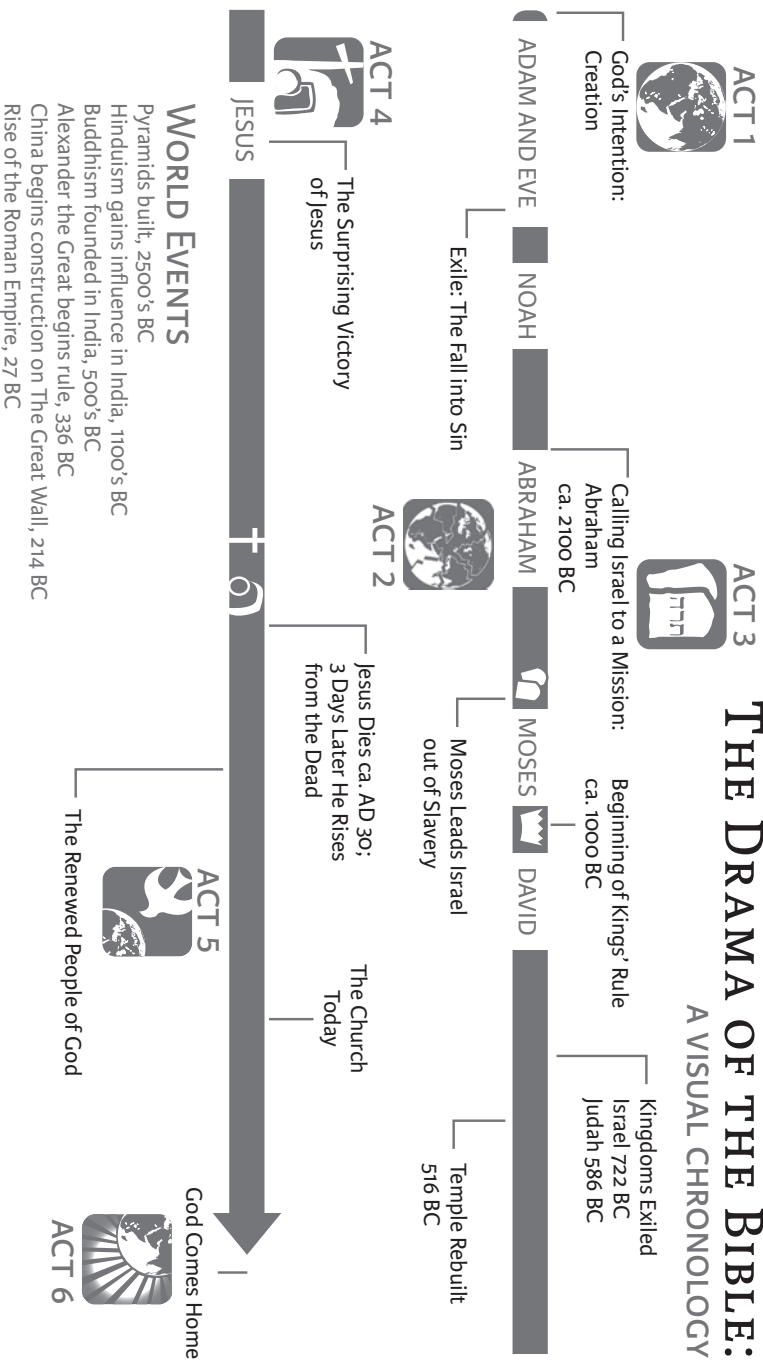 THE DRAMA OF THE BIBLE:
A VISUAL CHRONOLOGY
ACT 1
God's Intention:
Creation
ADAM AND EVE
Exile: The Fall into Sin
ACT 2
NOAH
ACT 3
תורה
Calling Israel to a Mission:
Abraham
ca. 2100 BC
ABRAHAM
Moses Leads Israel
out of Slavery
MOSES
Beginning of Kings' Rule
ca. 1000 BC
DAVID
Kingdoms Exiled
Israel 722 BC
Judah 586 BC
Temple Rebuilt
516 BC
ACT 4
JESUS
The Surprising Victory
of Jesus
Jesus Dies ca. AD 30;
3 Days Later He Rises
from the Dead
ACT 5
The Renewed People of God
The Church
Today
God Comes Home
ACT 6
WORLD EVENTS
Pyramids built, 2500's BC
Hinduism gains influence in India, 1100's BC
Buddhism founded in India, 500's BC
Alexander the Great begins rule, 336 BC
China begins construction on The Great Wall, 214 BC
Rise of the Roman Empire, 27 BC